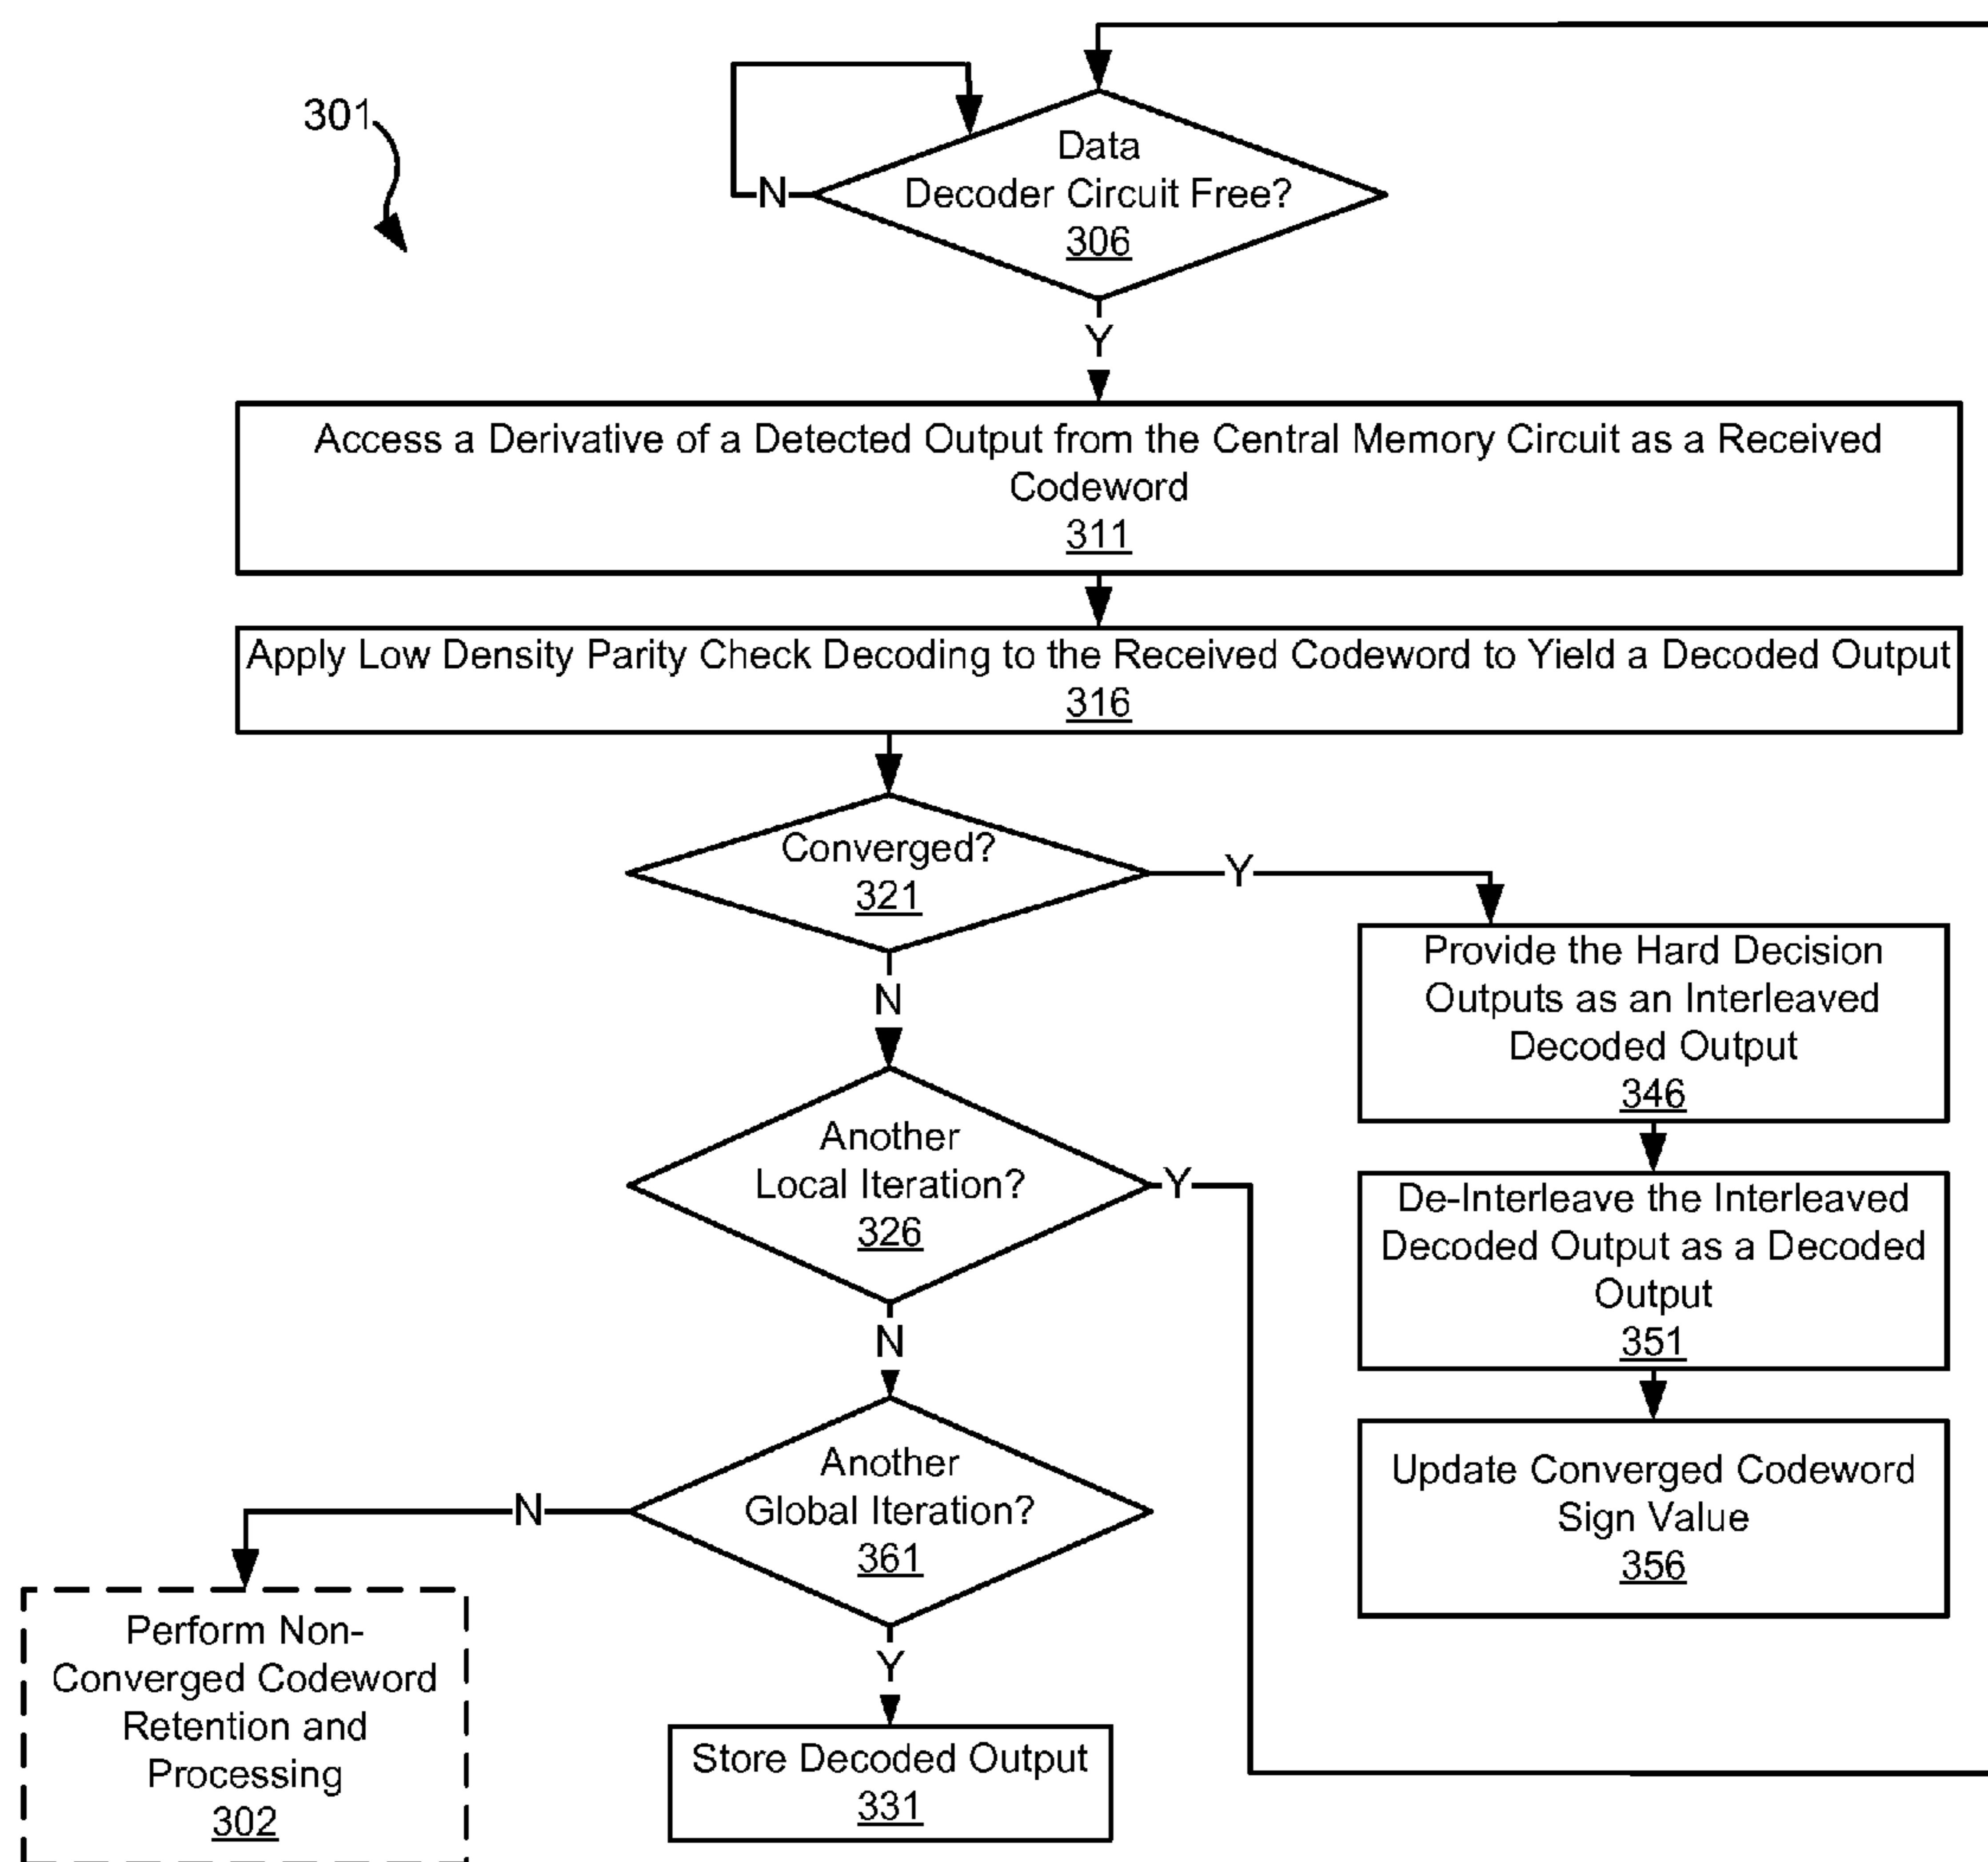 301
Data
Decoder Circuit Free?
306
N
Y
Access a Derivative of a Detected Output from the Central Memory Circuit as a Received
Codeword
311
Apply Low Density Parity Check Decoding to the Received Codeword to Yield a Decoded Output
316
Converged?
321
Y
N
Provide the Hard Decision
Outputs as an Interleaved
Decoded Output
346
Another
Local Iteration?
326
Y
N
De-Interleave the Interleaved
Decoded Output as a Decoded
Output
351
Another
Global Iteration?
361
N
Y
Update Converged Codeword
Sign Value
356
Perform Non-
Converged Codeword
Retention and
Processing
302
Store Decoded Output
331